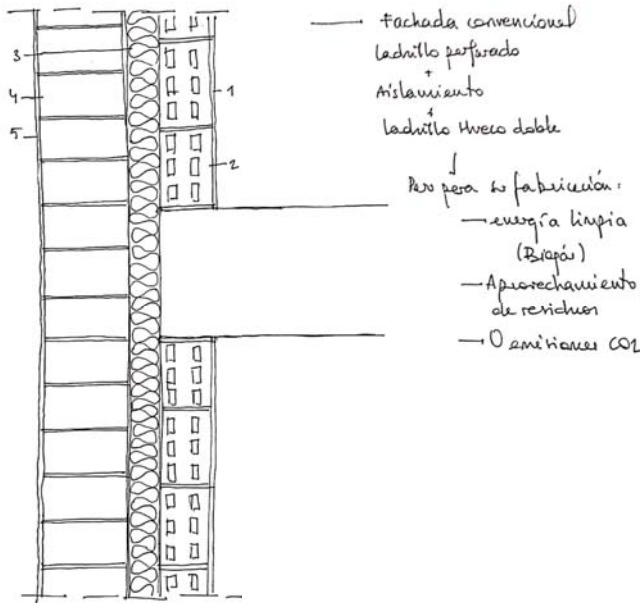 Fachada convencional
ladrillo perforado
+
Aislamiento
+
ladrillo Hueco doble
Pero para su fabricación:
— energía limpia
(Biogás)
— Aprovechamiento
de residuos
— 0 emisiones CO2
3
4
5
1
2